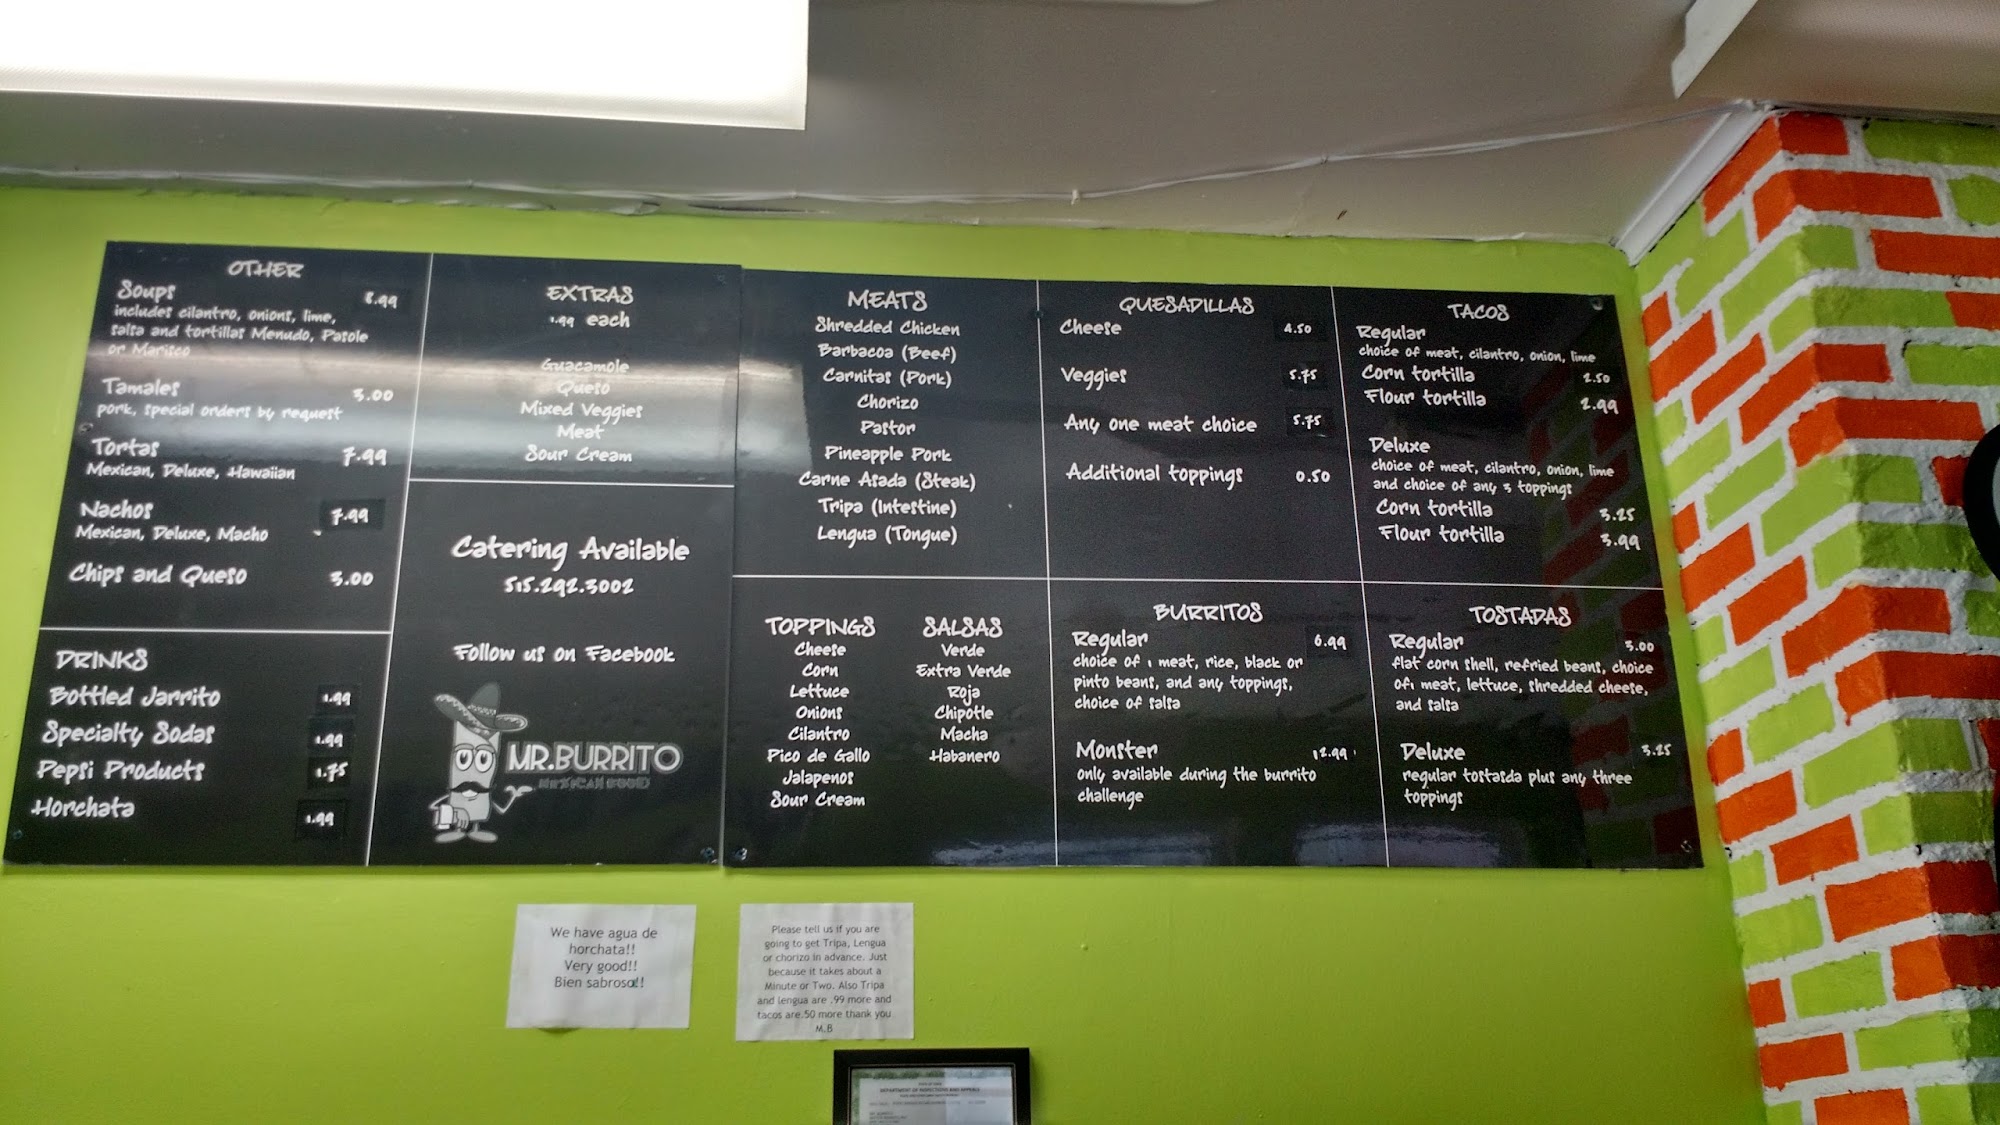 OTHER
Soups 8.99
includes cilantro, onions, lime,
salsa and tortillas Menudo, Pasole
or Marisco
Tamales 3.00
pork, special orders by request
Tortas 7.99
Mexican, Deluxe, Hawaiian
Nachos 7.99
Mexican, Deluxe, Macho
Chips and Queso 3.00
DRINKS
Bottled Jarrito 1.99
Specialty Sodas 1.99
Pepsi Products 1.75
Horchata 1.99
EXTRAS
1.99 each
Guacamole
Queso
Mixed Veggies
Meat
Sour Cream
Catering Available
515.292.3002
Follow us on Facebook
MR.BURRITO
MEXICAN FOOD
MEATS
Shredded Chicken
Barbacoa (Beef)
Carnitas (Pork)
Chorizo
Pastor
Pineapple Pork
Carne Asada (Steak)
Tripa (Intestine)
Lengua (Tongue)
TOPPINGS
Cheese
Corn
Lettuce
Onions
Cilantro
Pico de Gallo
Jalapenos
Sour Cream
SALSAS
Verde
Extra Verde
Roja
Chipotle
Macha
Habanero
QUESADILLAS
Cheese 4.50
Veggies 5.75
Any one meat choice 5.75
Additional toppings 0.50
BURRITOS
Regular 6.99
choice of 1 meat, rice, black or
pinto beans, and any toppings,
choice of salsa
Monster 12.99
only available during the burrito
challenge
TACOS
Regular
choice of meat, cilantro, onion, lime
Corn tortilla 2.50
Flour tortilla 2.99
Deluxe
choice of meat, cilantro, onion, lime
and choice of any 3 toppings
Corn tortilla 3.25
Flour tortilla 3.99
TOSTADAS
Regular 3.00
flat corn shell, refried beans, choice
of 1 meat, lettuce, shredded cheese,
and salsa
Deluxe 3.25
regular tostasda plus any three
toppings
We have agua de
horchata!!
Very good!!
Bien sabroso!!
Please tell us if you are
going to get Tripa, Lengua
or chorizo in advance. Just
because it takes about a
Minute or Two. Also Tripa
and lengua are .99 more and
tacos are.50 more thank you
M.B
DEPARTMENT OF INSPECTIONS AND APPEALS